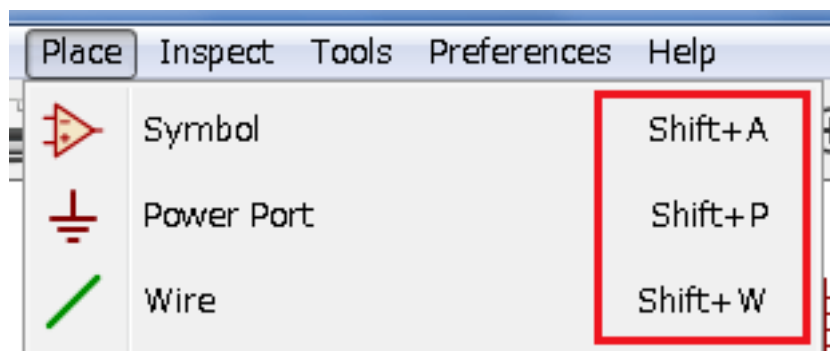 Place Inspect Tools Preferences Help
Symbol Shift+A
Power Port Shift+P
Wire Shift+W